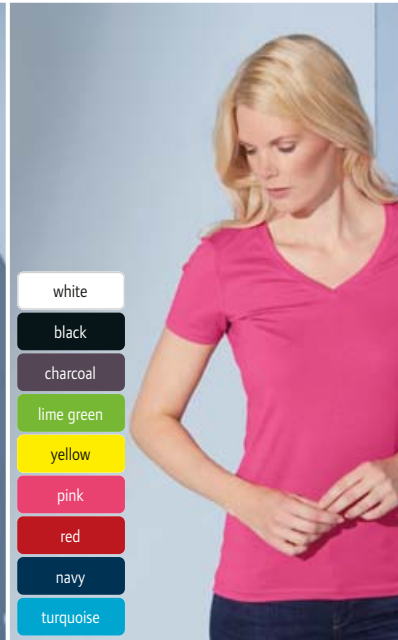 white
black
charcoal
lime green
yellow
pink
red
navy
turquoise